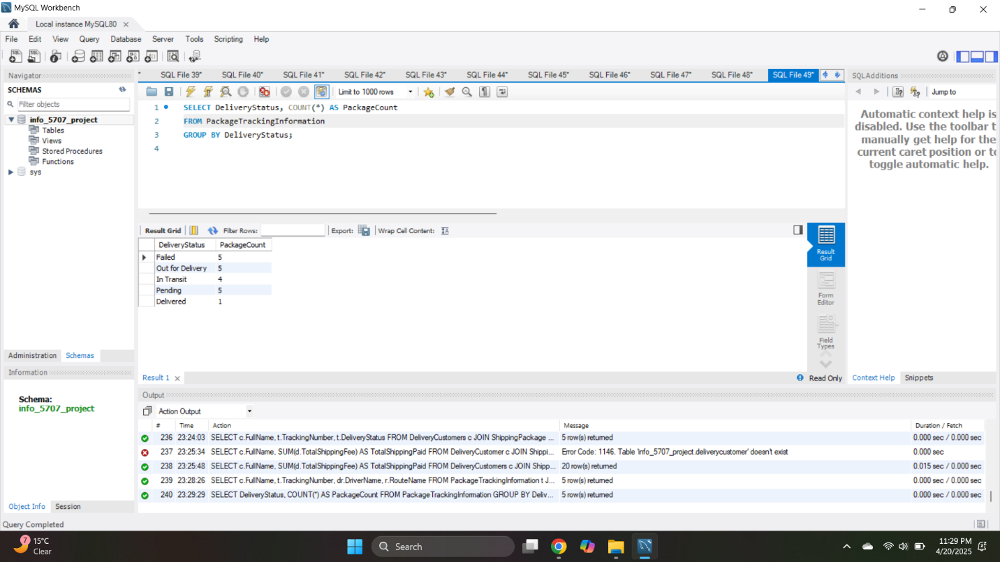 MySQL Workbench
Local instance MySQL80
File Edit View Query Database Server Tools Scripting Help
Navigator
SCHEMAS
Filter objects
info_5707_project
Tables
Views
Stored Procedures
Functions
sys
Administration Schemas
Information
Schema:
info_5707_project
Object Info Session
* SQL File 39* SQL File 40* SQL File 41* SQL File 42* SQL File 43* SQL File 44* SQL File 45* SQL File 46* SQL File 47* SQL File 48* SQL File 49*
Limit to 1000 rows
1 SELECT DeliveryStatus, COUNT(*) AS PackageCount
2 FROM PackageTrackingInformation
3 GROUP BY DeliveryStatus;
4
Result Grid Filter Rows: Export: Wrap Cell Content:
DeliveryStatus PackageCount
Failed 5
Out for Delivery 5
In Transit 4
Pending 5
Delivered 1
Result
Grid
Form
Editor
Field
Types
Result 1
Read Only
SQLAdditions
Jump to
Automatic context help is
disabled. Use the toolbar t
manually get help for the
current caret position or to
toggle automatic help.
Context Help Snippets
Output
Action Output
# Time Action Message Duration / Fetch
236 23:24:03 SELECT c.FullName, t.TrackingNumber, t.DeliveryStatus FROM DeliveryCustomers c JOIN ShippingPackage ... 5 row(s) returned 0.000 sec / 0.000 sec
237 23:25:34 SELECT c.FullName, SUM(d.TotalShippingFee) AS TotalShippingPaid FROM DeliveryCustomer c JOIN Shippi... Error Code: 1146. Table 'info_5707_project.deliverycustomer' doesn't exist 0.000 sec
238 23:25:48 SELECT c.FullName, SUM(d.TotalShippingFee) AS TotalShippingPaid FROM DeliveryCustomers c JOIN Shipp... 20 row(s) returned 0.015 sec / 0.000 sec
239 23:28:26 SELECT c.FullName, t.TrackingNumber, dr.DriverName, r.RouteName FROM PackageTrackingInformation t J... 5 row(s) returned 0.000 sec / 0.000 sec
240 23:29:29 SELECT DeliveryStatus, COUNT(*) AS PackageCount FROM PackageTrackingInformation GROUP BY Deliv... 5 row(s) returned 0.000 sec / 0.000 sec
Query Completed
7
15°C
Clear
Search
11:29 PM
4/20/2025